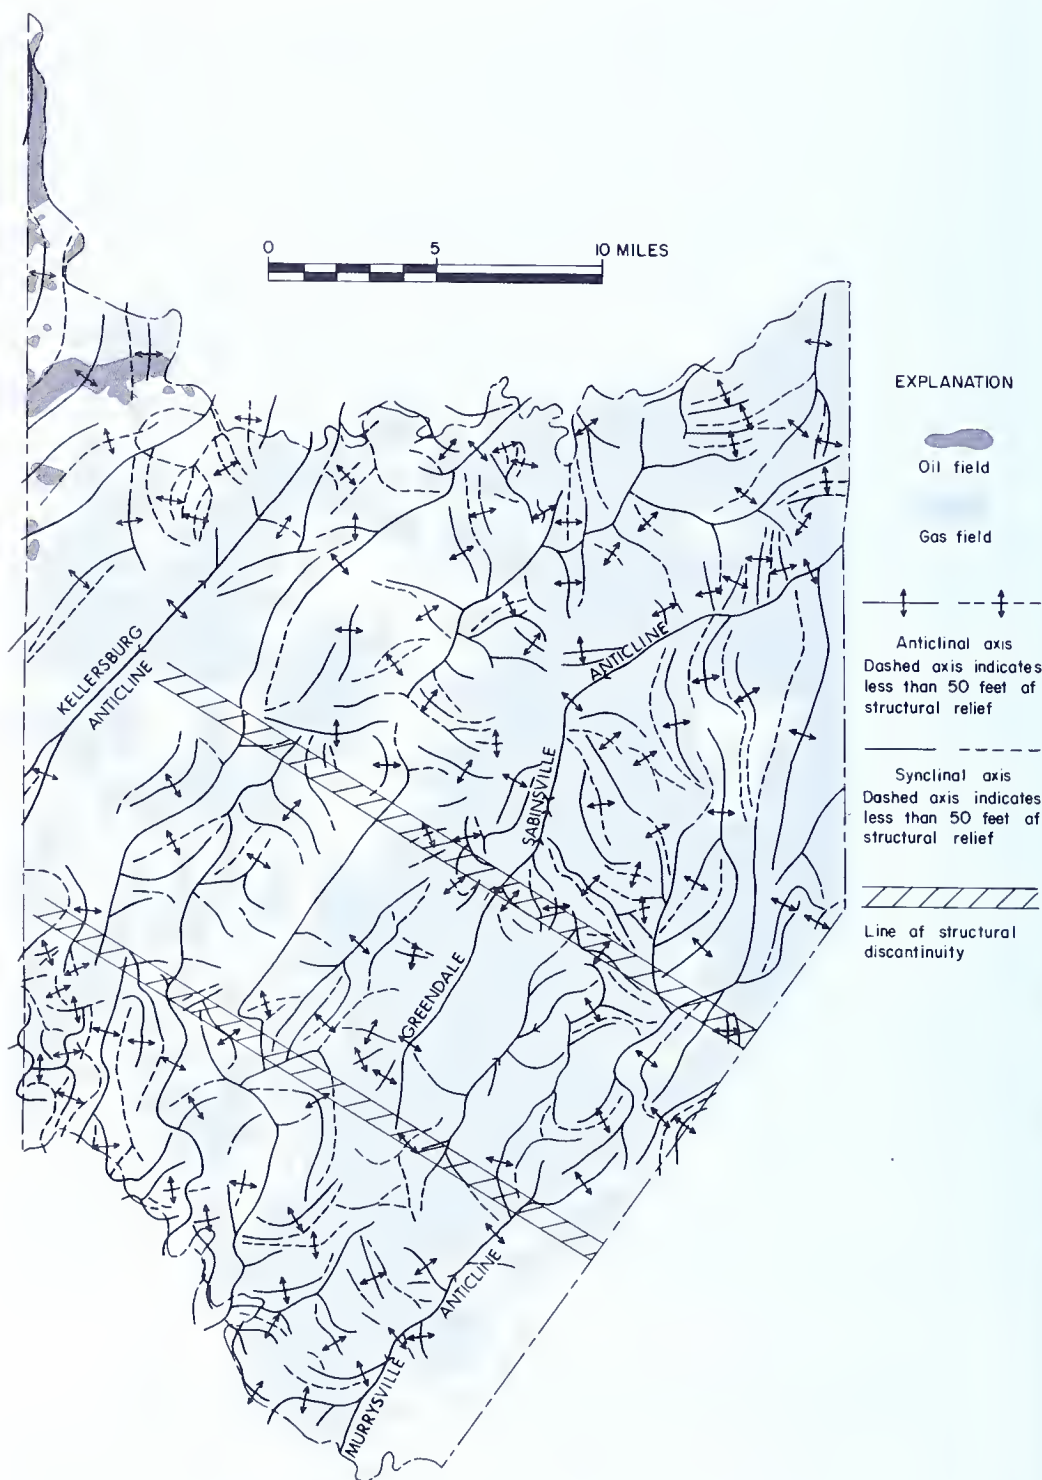 0 5 10 MILES
EXPLANATION
Oil field
Gas field
Anticlinal axis
Dashed axis indicates
less than 50 feet of
structural relief
Synclinal axis
Dashed axis indicates
less than 50 feet of
structural relief
Line of structural
discontinuity
KELLERSBURG
ANTICLINE
ANTICLINE
SABINSVILLE
GREENDALE
ANTICLINE
MURRYSVILLE